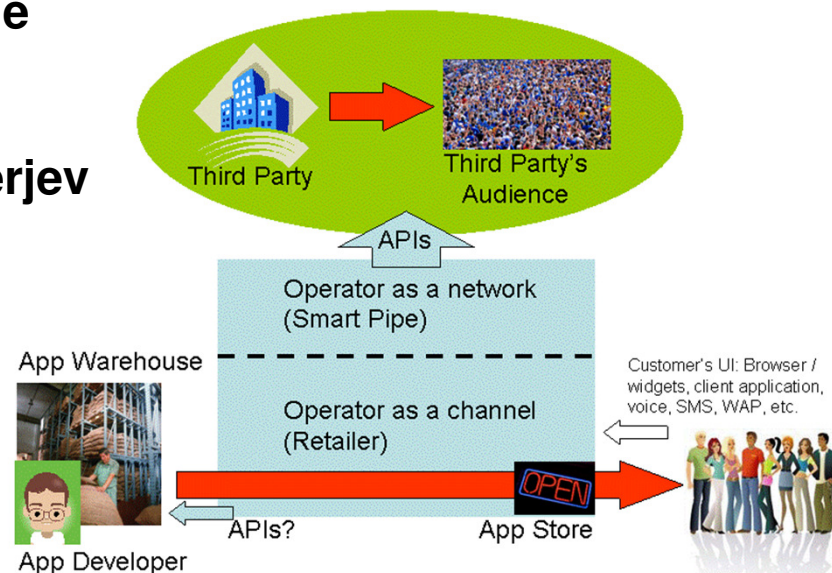 e
erjev
Third Party
Third Party's
Audience
APIs
Operator as a network
(Smart Pipe)
App Warehouse
Customer's UI: Browser /
widgets, client application,
voice, SMS, WAP, etc.
Operator as a channel
(Retailer)
OPEN
APIs?
App Store
App Developer